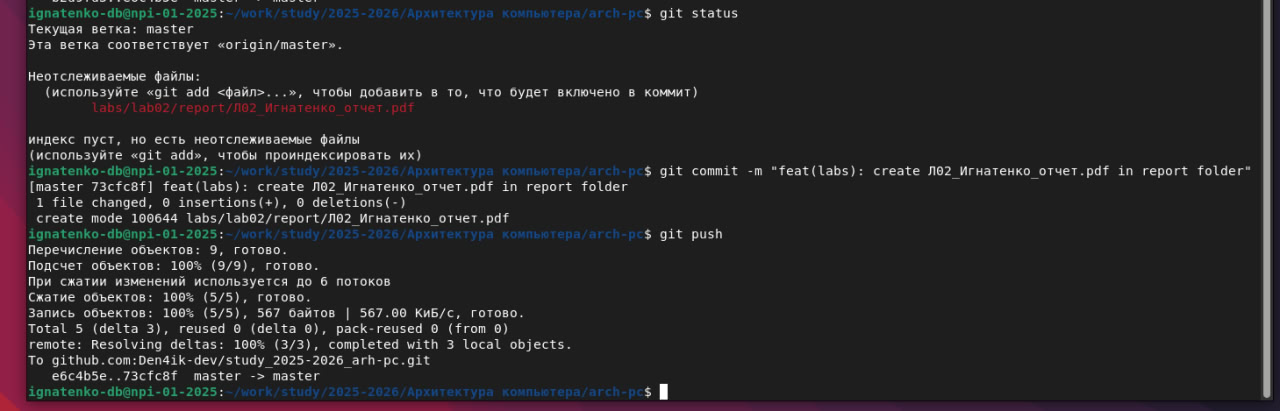 ignatenko-db@npi-01-2025:~/work/study/2025-2026/Архитектура компьютера/arch-pc$ git status
Текущая ветка: master
Эта ветка соответствует «origin/master».
Неотслеживаемые файлы:
(используйте «git add <файл>...», чтобы добавить в то, что будет включено в коммит)
labs/lab02/report/Л02_Игнатенко_отчет.pdf
индекс пуст, но есть неотслеживаемые файлы
(используйте «git add», чтобы проиндексировать их)
ignatenko-db@npi-01-2025:~/work/study/2025-2026/Архитектура компьютера/arch-pc$ git commit -m "feat(labs): create Л02_Игнатенко_отчет.pdf in report folder"
[master 73cfc8f] feat(labs): create Л02_Игнатенко_отчет.pdf in report folder
1 file changed, 0 insertions(+), 0 deletions(-)
create mode 100644 labs/lab02/report/Л02_Игнатенко_отчет.pdf
ignatenko-db@npi-01-2025:~/work/study/2025-2026/Архитектура компьютера/arch-pc$ git push
Перечисление объектов: 9, готово.
Подсчет объектов: 100% (9/9), готово.
При сжатии изменений используется до 6 потоков
Сжатие объектов: 100% (5/5), готово.
Запись объектов: 100% (5/5), 567 байтов | 567.00 КиБ/с, готово.
Total 5 (delta 3), reused 0 (delta 0), pack-reused 0 (from 0)
remote: Resolving deltas: 100% (3/3), completed with 3 local objects.
To github.com:Den4ik-dev/study_2025-2026_arh-pc.git
e6c4b5e..73cfc8f master -> master
ignatenko-db@npi-01-2025:~/work/study/2025-2026/Архитектура компьютера/arch-pc$